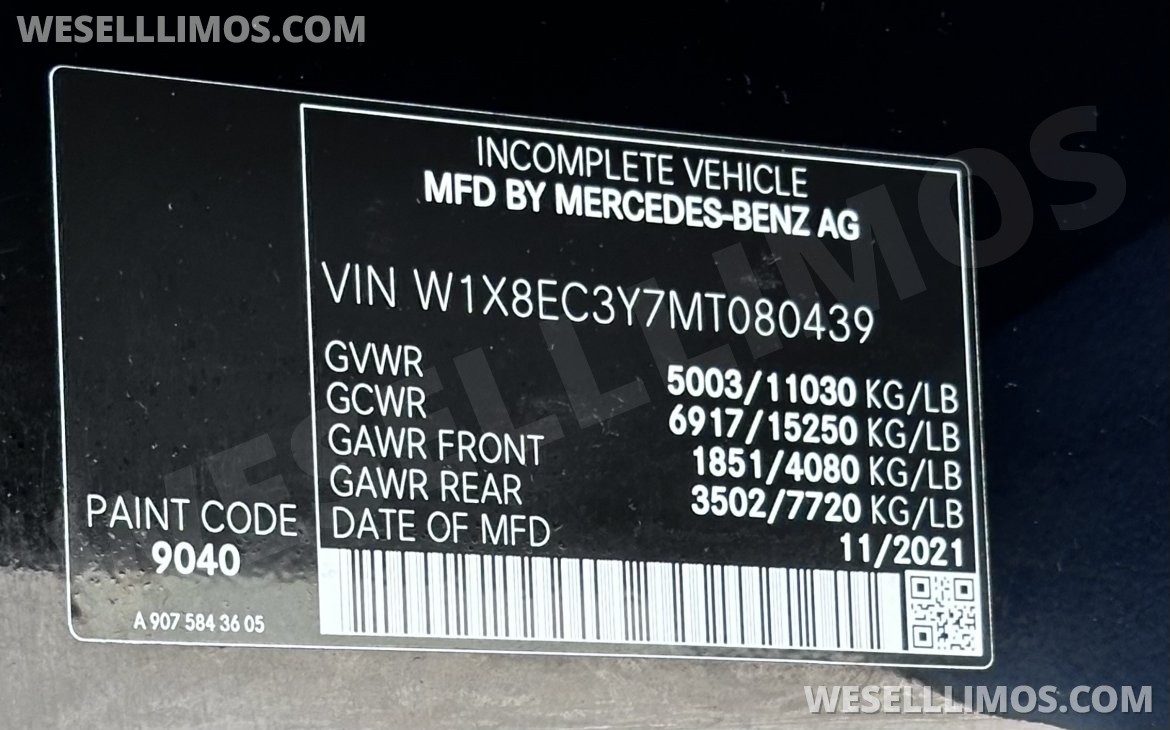 WESELLLIMOS.COM
INCOMPLETE VEHICLE
MFD BY MERCEDES-BENZ AG
VIN W1X8EC3Y7MT080439
GVWR 5003/11030 KG/LB
GCWR 6917/15250 KG/LB
GAWR FRONT 1851/4080 KG/LB
GAWR REAR 3502/7720 KG/LB
DATE OF MFD 11/2021
PAINT CODE
9040
A 907 584 36 05
WESELLLIMOS
WESELLLIMOS.COM